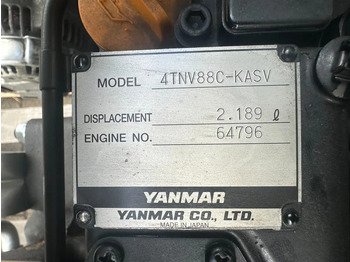 MODEL 4TNV88C-KASV
DISPLACEMENT 2.189 ℓ
ENGINE NO. 64796
YANMAR
YANMAR CO., LTD.
MADE IN JAPAN